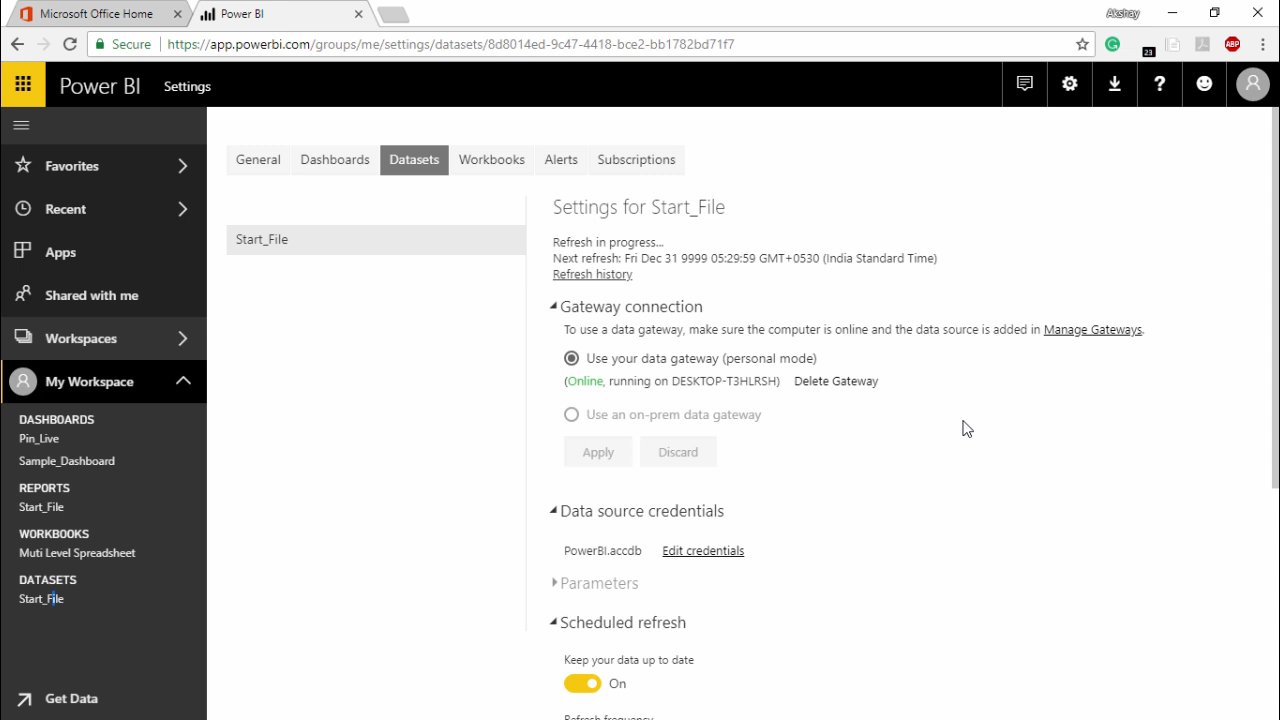 Microsoft Office Home
Power BI
Akshay
Secure
https://app.powerbi.com/groups/me/settings/datasets/8d8014ed-9c47-4418-bce2-bb1782bd71f7
23
ABP
Power BI
Settings
Favorites
Recent
Apps
Shared with me
Workspaces
My Workspace
DASHBOARDS
Pin_Live
Sample_Dashboard
REPORTS
Start_File
WORKBOOKS
Muti Level Spreadsheet
DATASETS
Start_File
Get Data
General
Dashboards
Datasets
Workbooks
Alerts
Subscriptions
Start_File
Settings for Start_File
Refresh in progress...
Next refresh: Fri Dec 31 9999 05:29:59 GMT+0530 (India Standard Time)
Refresh history
Gateway connection
To use a data gateway, make sure the computer is online and the data source is added in Manage Gateways.
Use your data gateway (personal mode)
(Online, running on DESKTOP-T3HLRSH) Delete Gateway
Use an on-prem data gateway
Apply
Discard
Data source credentials
PowerBI.accdb
Edit credentials
Parameters
Scheduled refresh
Keep your data up to date
On
Refresh frequency